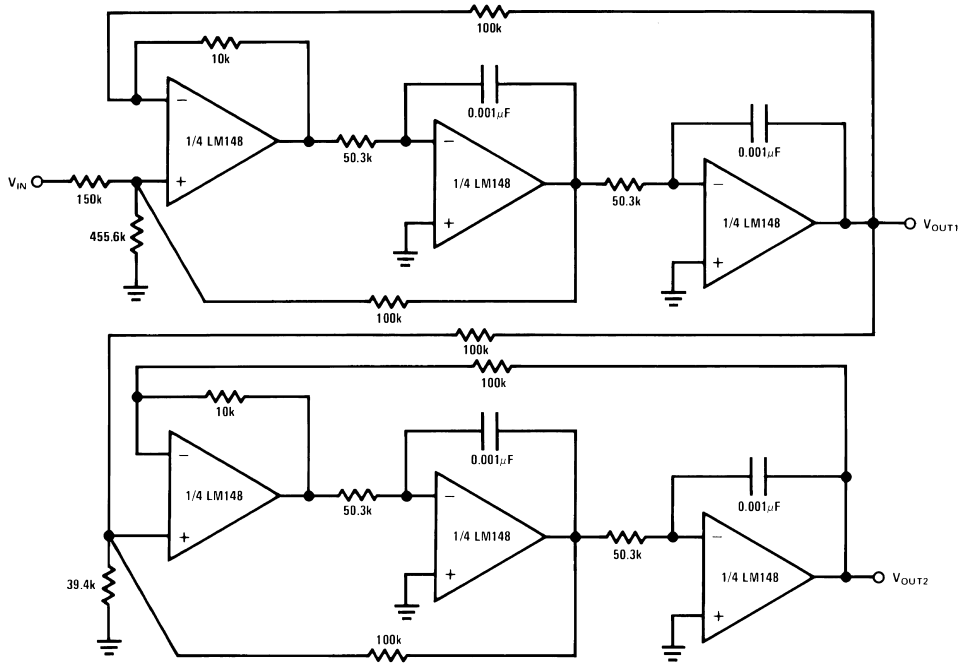 100k
10k
−
1/4 LM148
+
V_IN
150k
455.6k
50.3k
0.001μF
−
1/4 LM148
+
100k
50.3k
0.001μF
−
1/4 LM148
+
V_OUT1
100k
100k
10k
−
1/4 LM148
+
39.4k
50.3k
0.001μF
−
1/4 LM148
+
100k
50.3k
0.001μF
−
1/4 LM148
+
V_OUT2